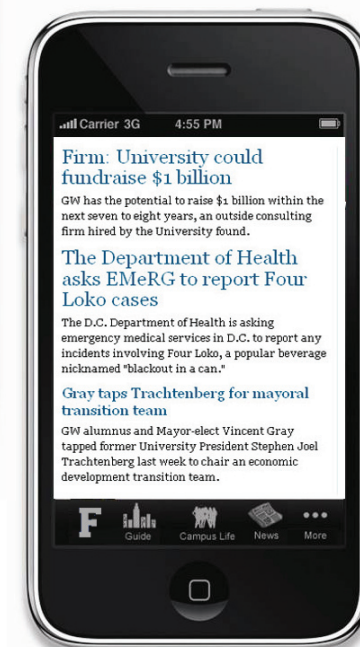 Carrier 3G 4:55 PM
Firm: University could
fundraise $1 billion
GW has the potential to raise $1 billion within the
next seven to eight years, an outside consulting
firm hired by the University found.
The Department of Health
asks EMeRG to report Four
Loko cases
The D.C. Department of Health is asking
emergency medical services in D.C. to report any
incidents involving Four Loko, a popular beverage
nicknamed "blackout in a can."
Gray taps Trachtenberg for mayoral
transition team
GW alumnus and Mayor-elect Vincent Gray
tapped former University President Stephen Joel
Trachtenberg last week to chair an economic
development transition team.
F Guide Campus Life News More